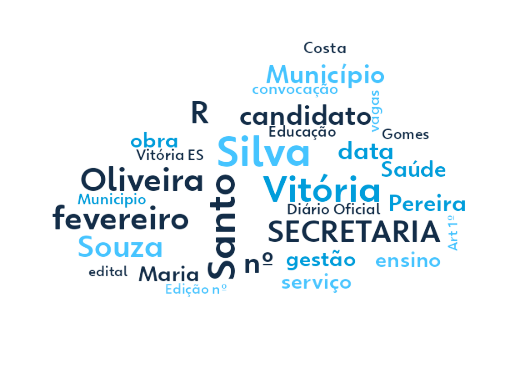 Costa
Município
convocação
vagas
R
candidato
Educação
Gomes
obra
Vitória ES
Silva
data
Saúde
Oliveira
Santo
Vitória
Municipio
Diário Oficial
Pereira
fevereiro
SECRETARIA
Art 1º
Souza
nº
gestão
ensino
edital
Maria
serviço
Edição nº